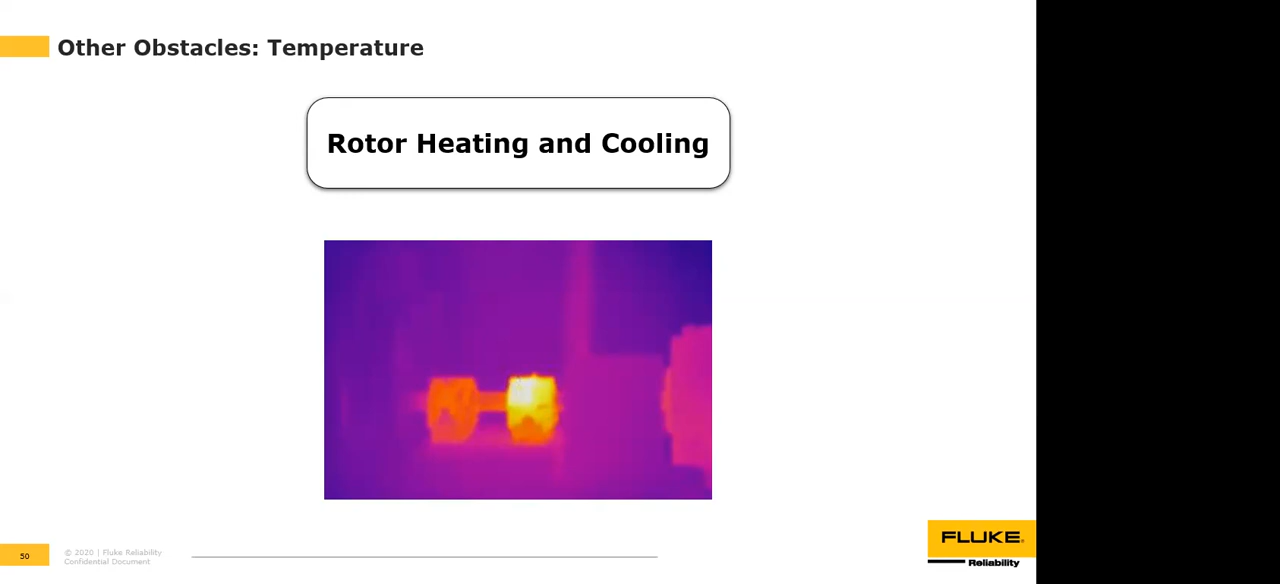 Other Obstacles: Temperature
Rotor Heating and Cooling
50
© 2020 | Fluke Reliability
Confidential Document
FLUKE®
Reliability